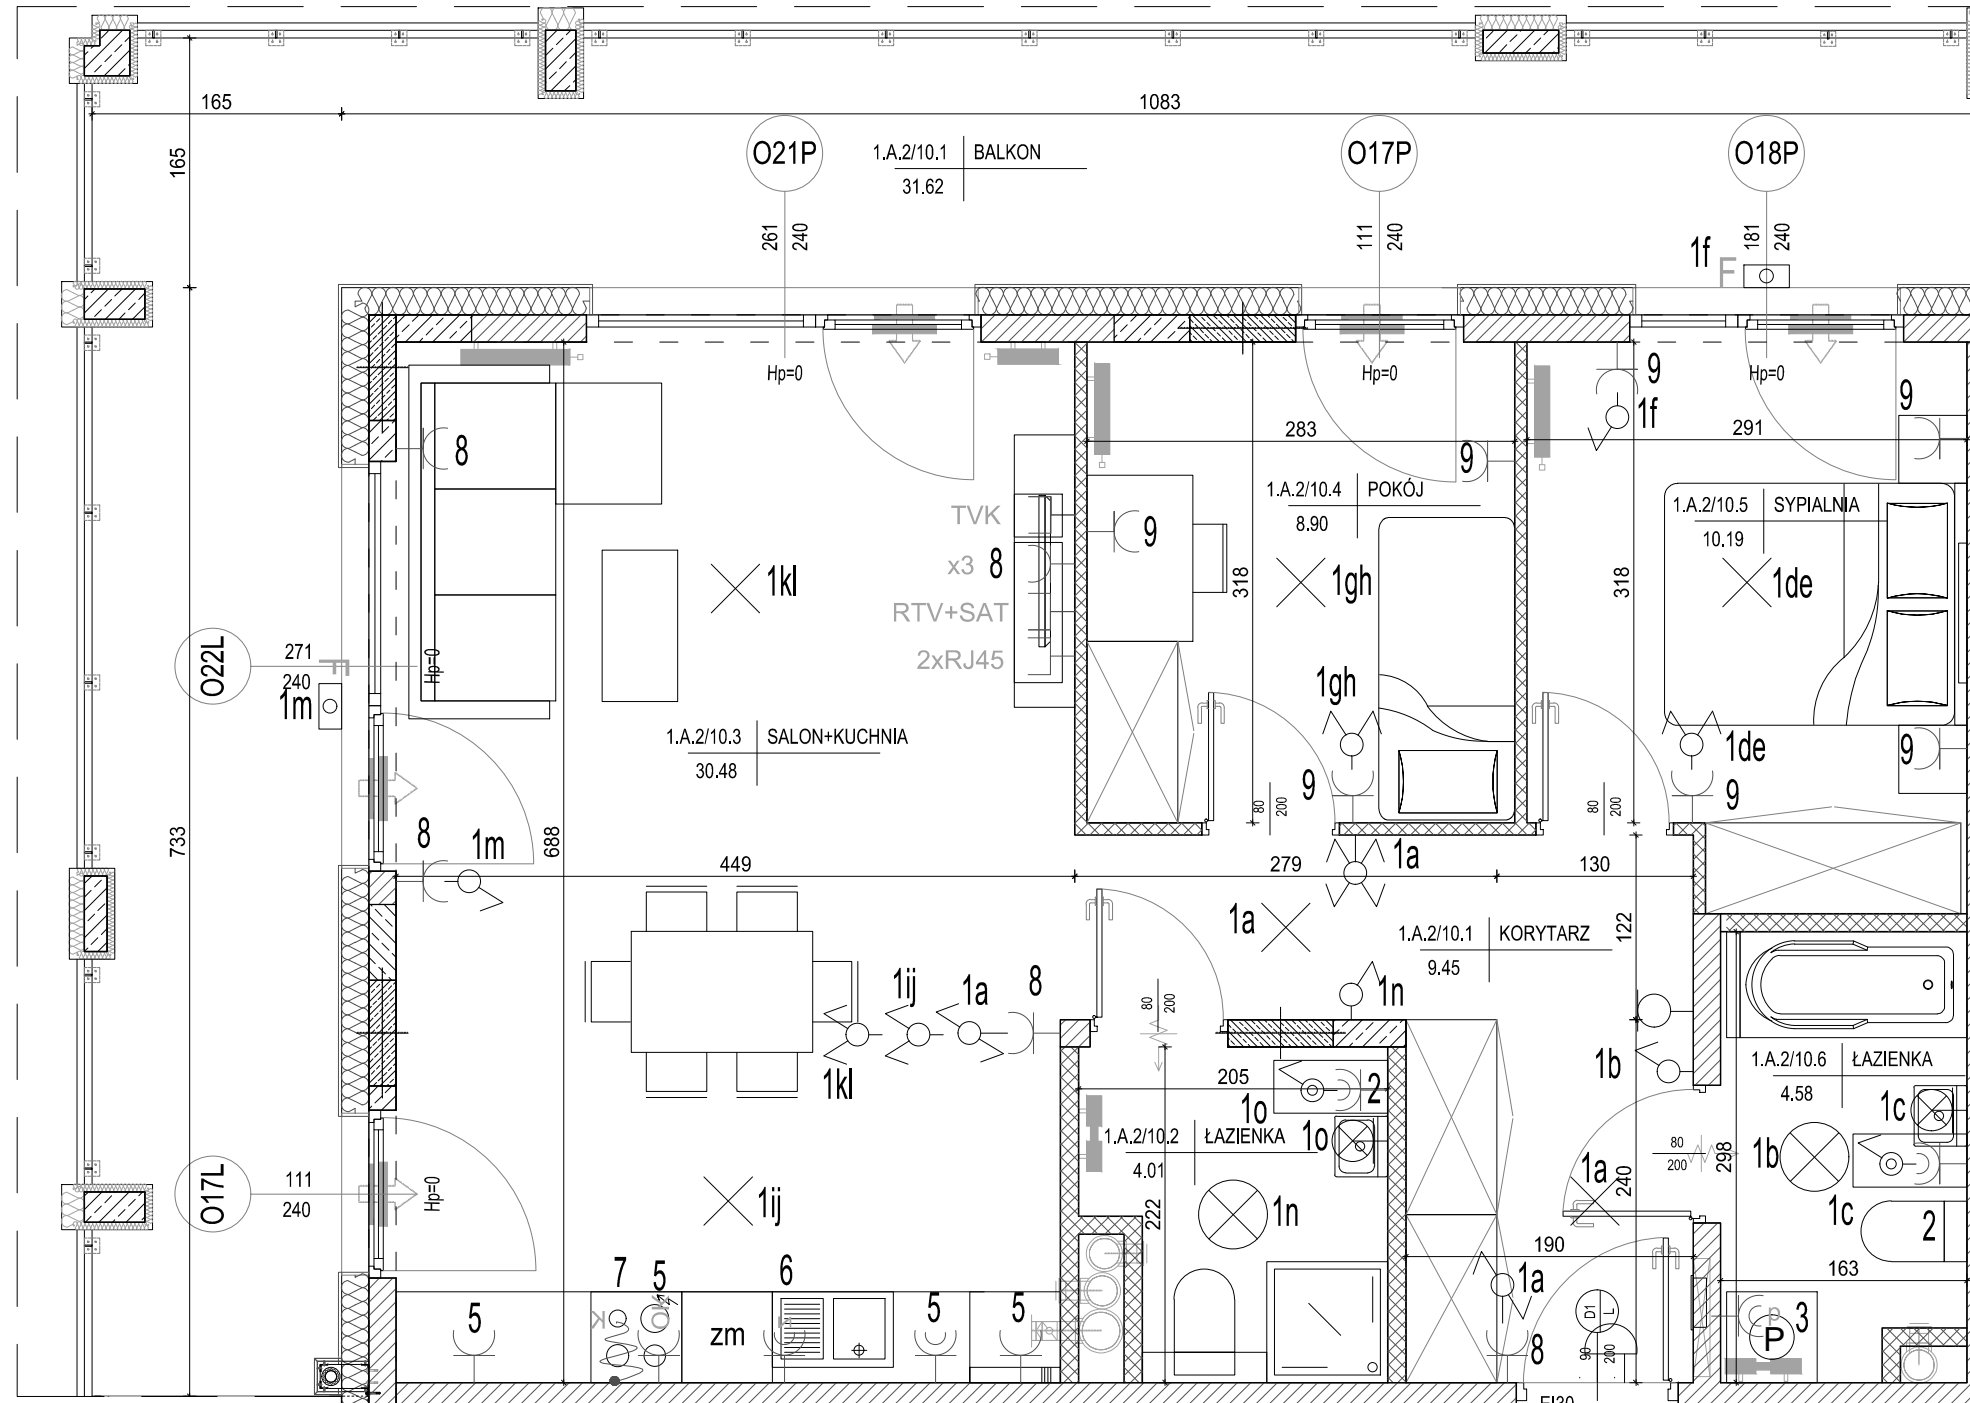 165
1083
165
O21P
O17P
O18P
1.A.2/10.1 BALKON
31.62
261
240
111
240
181
240
1f
F
Hp=0
Hp=0
Hp=0
9
1f
9
8
283
291
9
1.A.2/10.4 POKÓJ
8.90
1.A.2/10.5 SYPIALNIA
10.19
TVK
x3 8
RTV+SAT
2xRJ45
9
1kl
318
1gh
318
1de
O22L
271
240
F
1m
Hp=0
1gh
1de
1.A.2/10.3 SALON+KUCHNIA
30.48
9
9
9
80
200
80
200
733
688
8
1m
449
279
1a
130
1a
1.A.2/10.1 KORYTARZ
9.45
122
1ij
1a
8
1n
80
200
1kl
1b
205
2
1o
1.A.2/10.2 ŁAZIENKA
4.01
1o
1.A.2/10.6 ŁAZIENKA
4.58
1c
80
200
298
1b
1c
2
O17L
111
240
Hp=0
1ij
222
1n
1a
240
190
163
7
5
6
5
5
5
K
zm
1a
8
D1
L
90
200
3
P
EI30